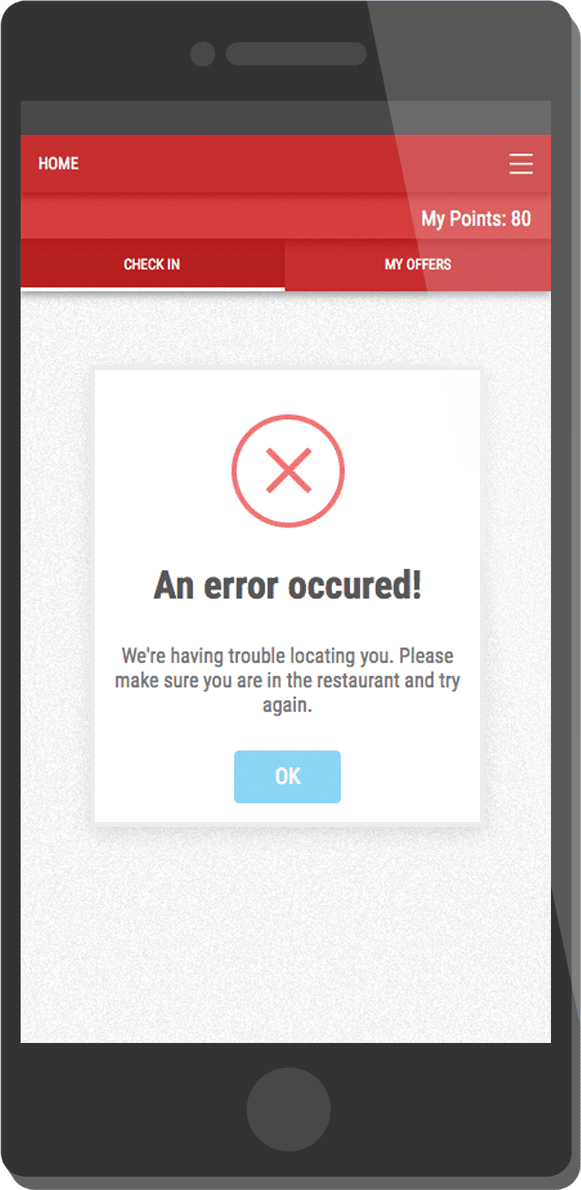 HOME
My Points: 80
CHECK IN
MY OFFERS
An error occured!
We're having trouble locating you. Please
make sure you are in the restaurant and try
again.
OK